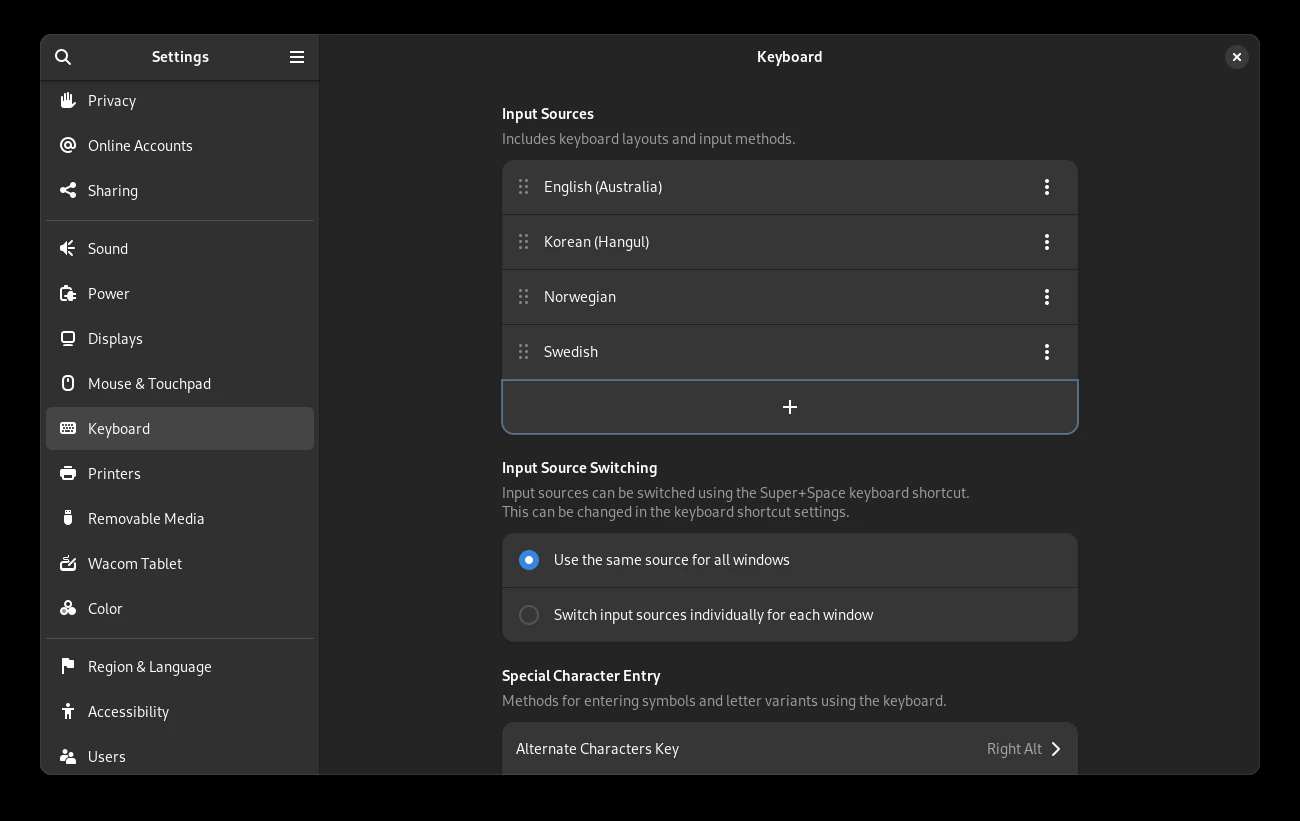 Settings
Privacy
Online Accounts
Sharing
Sound
Power
Displays
Mouse & Touchpad
Keyboard
Printers
Removable Media
Wacom Tablet
Color
Region & Language
Accessibility
Users
Keyboard
Input Sources
Includes keyboard layouts and input methods.
English (Australia)
Korean (Hangul)
Norwegian
Swedish
Input Source Switching
Input sources can be switched using the Super+Space keyboard shortcut.
This can be changed in the keyboard shortcut settings.
Use the same source for all windows
Switch input sources individually for each window
Special Character Entry
Methods for entering symbols and letter variants using the keyboard.
Alternate Characters Key Right Alt